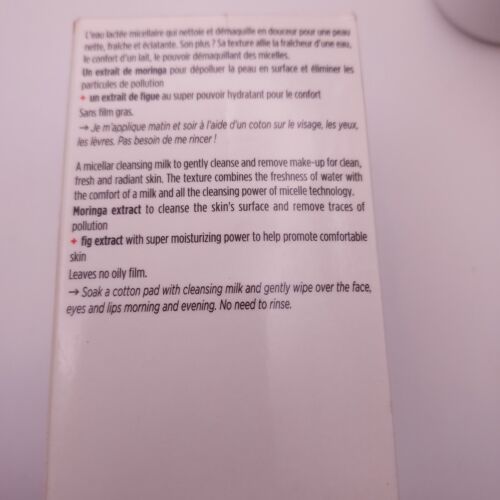 L'eau lactée micellaire qui nettoie et démaquille en douceur pour une peau
nette, fraîche et éclatante. Son plus ? Sa texture allie la fraîcheur d'une eau,
le confort d'un lait, le pouvoir démaquillant des micelles.
Un extrait de moringa pour dépolluer la peau en surface et éliminer les
particules de pollution
+ un extrait de figue au super pouvoir hydratant pour le confort
Sans film gras.
→ Je m'applique matin et soir à l'aide d'un coton sur le visage, les yeux,
les lèvres. Pas besoin de me rincer !
A micellar cleansing milk to gently cleanse and remove make-up for clean,
fresh and radiant skin. The texture combines the freshness of water with
the comfort of a milk and all the cleansing power of micelle technology.
Moringa extract to cleanse the skin's surface and remove traces of
pollution
+ fig extract with super moisturizing power to help promote comfortable
skin
Leaves no oily film.
→ Soak a cotton pad with cleansing milk and gently wipe over the face,
eyes and lips morning and evening. No need to rinse.